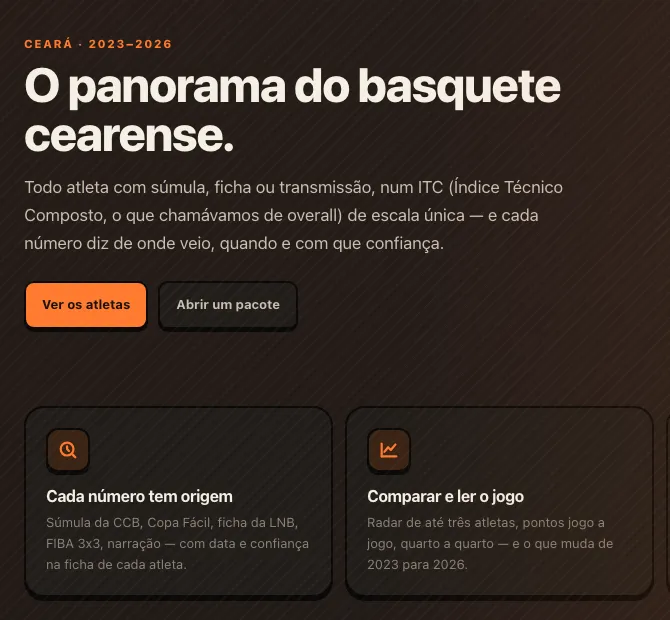 CEARÁ · 2023–2026
O panorama do basquete
cearense.
Todo atleta com súmula, ficha ou transmissão, num ITC (Índice Técnico
Composto, o que chamávamos de overall) de escala única — e cada
número diz de onde veio, quando e com que confiança.
Ver os atletas
Abrir um pacote
Cada número tem origem
Súmula da CCB, Copa Fácil, ficha da LNB,
FIBA 3x3, narração — com data e confiança
na ficha de cada atleta.
Comparar e ler o jogo
Radar de até três atletas, pontos jogo a
jogo, quarto a quarto — e o que muda de
2023 para 2026.